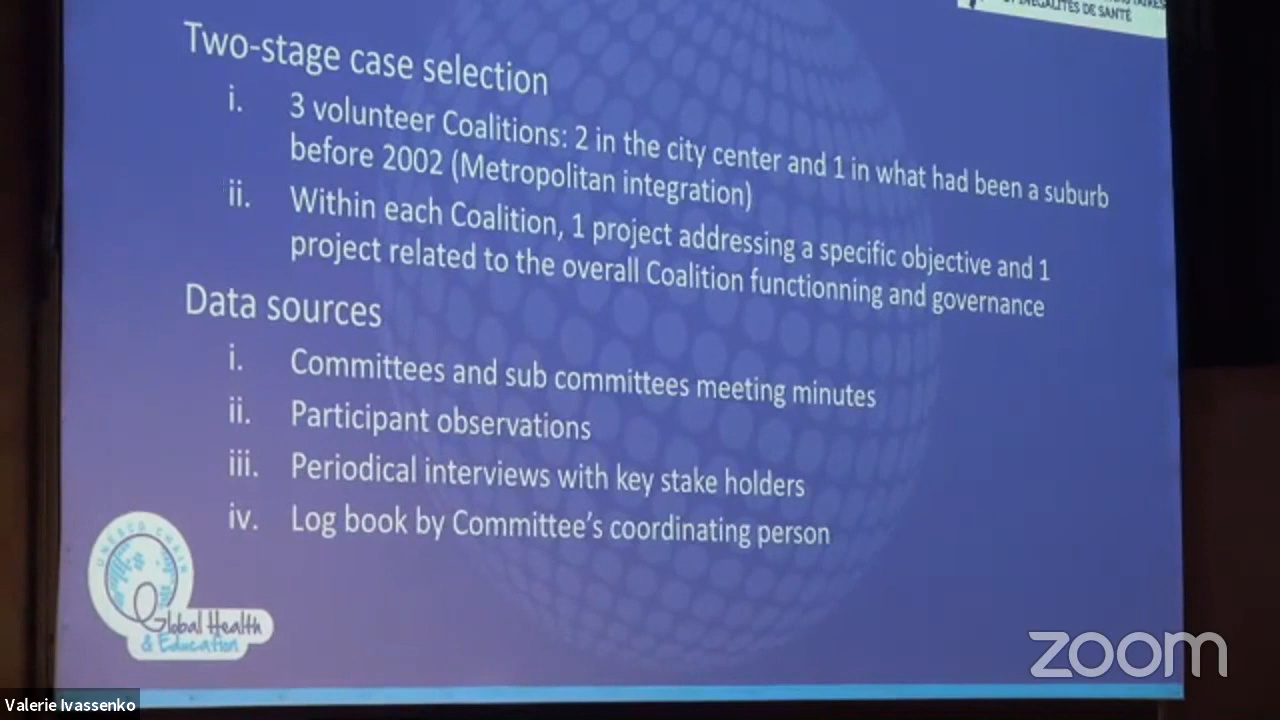 ET INÉGALITÉS DE SANTÉ
Two-stage case selection
i. 3 volunteer Coalitions: 2 in the city center and 1 in what had been a suburb
before 2002 (Metropolitan integration)
ii. Within each Coalition, 1 project addressing a specific objective and 1
project related to the overall Coalition functionning and governance
Data sources
i. Committees and sub committees meeting minutes
ii. Participant observations
iii. Periodical interviews with key stake holders
iv. Log book by Committee's coordinating person
UNESCO CHAIR
Global Health
& Education
zoom
Valerie Ivassenko